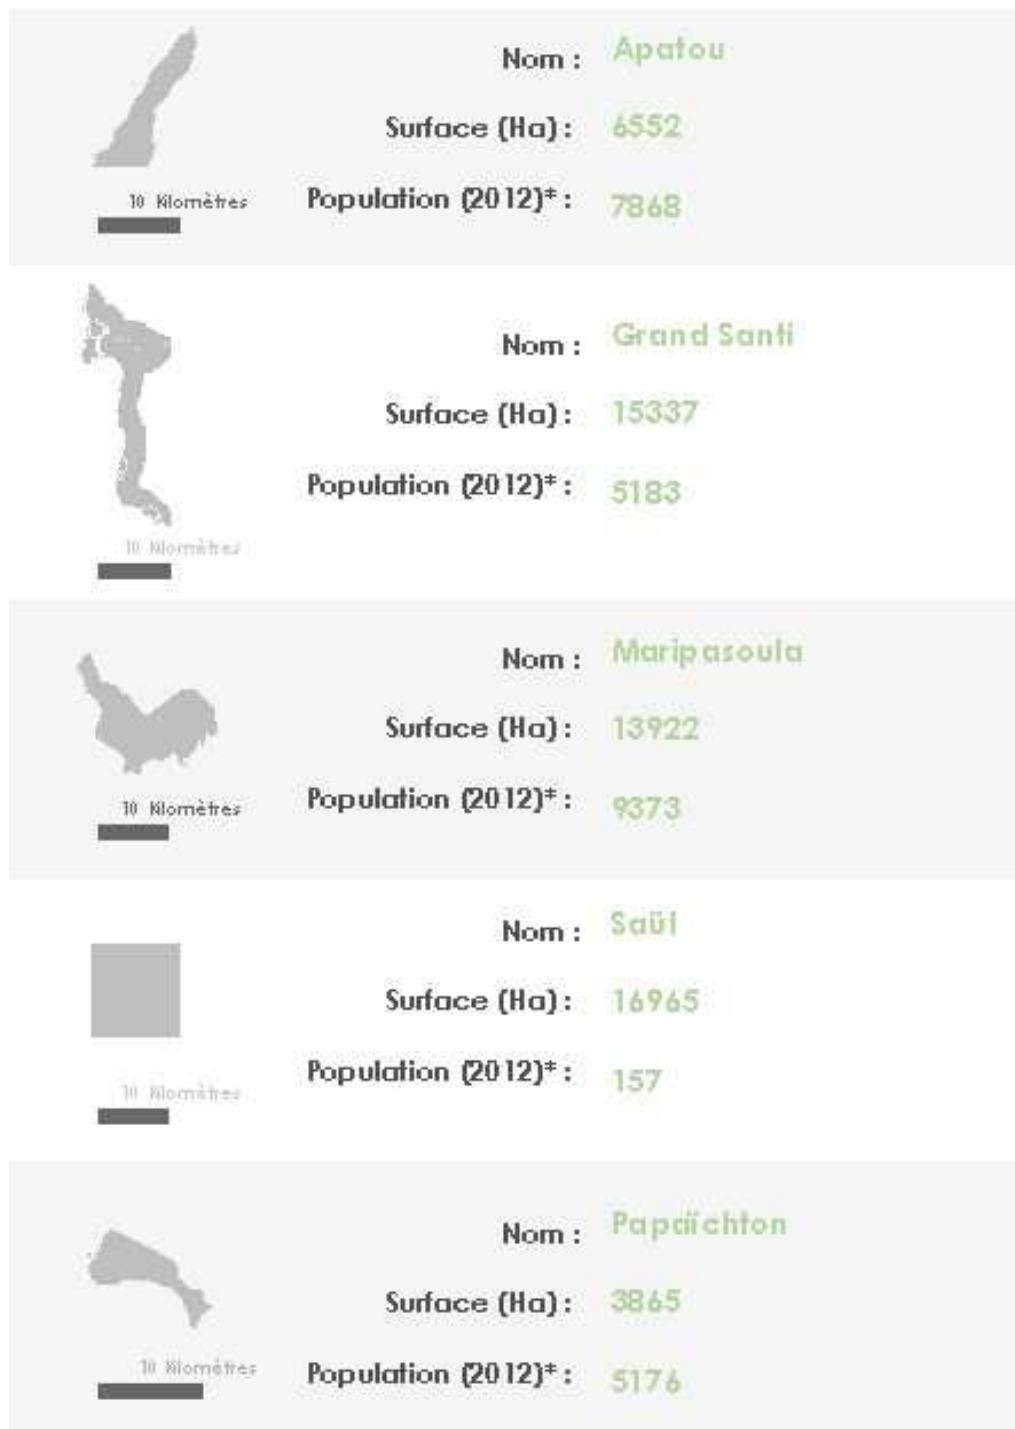 Nom : Apatou
Surface (Ha) : 6552
Population (2012)* : 7868
10 Kilomètres
Nom : Grand Santi
Surface (Ha) : 15337
Population (2012)* : 5183
10 Kilomètres
Nom : Maripasoula
Surface (Ha) : 13922
Population (2012)* : 9373
10 Kilomètres
Nom : Saül
Surface (Ha) : 16965
Population (2012)* : 157
10 Kilomètres
Nom : Papaïchton
Surface (Ha) : 3865
Population (2012)* : 5176
10 Kilomètres